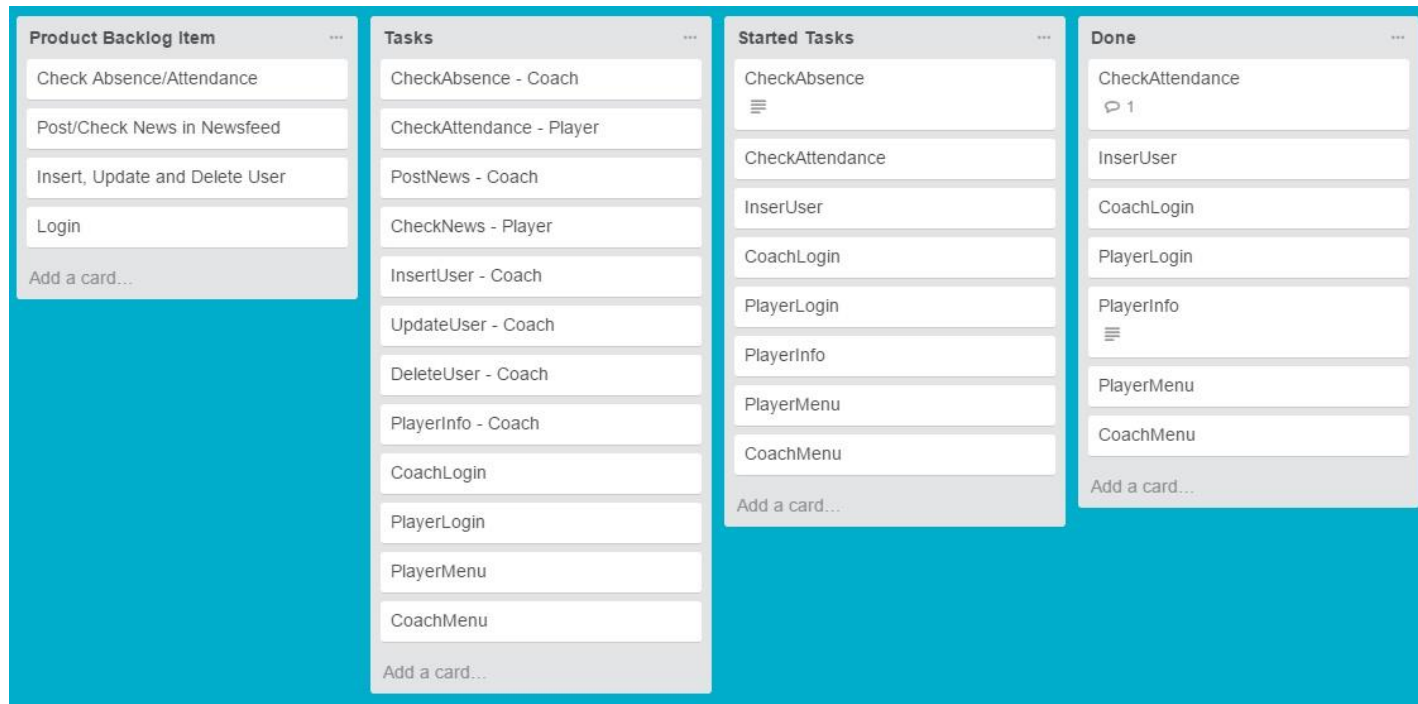 Product Backlog Item
Check Absence/Attendance
Post/Check News in Newsfeed
Insert, Update and Delete User
Login
Add a card...
Tasks
CheckAbsence - Coach
CheckAttendance - Player
PostNews - Coach
CheckNews - Player
InsertUser - Coach
UpdateUser - Coach
DeleteUser - Coach
PlayerInfo - Coach
CoachLogin
PlayerLogin
PlayerMenu
CoachMenu
Add a card...
Started Tasks
CheckAbsence
CheckAttendance
InserUser
CoachLogin
PlayerLogin
PlayerInfo
PlayerMenu
CoachMenu
Add a card...
Done
CheckAttendance
1
InserUser
CoachLogin
PlayerLogin
PlayerInfo
PlayerMenu
CoachMenu
Add a card...